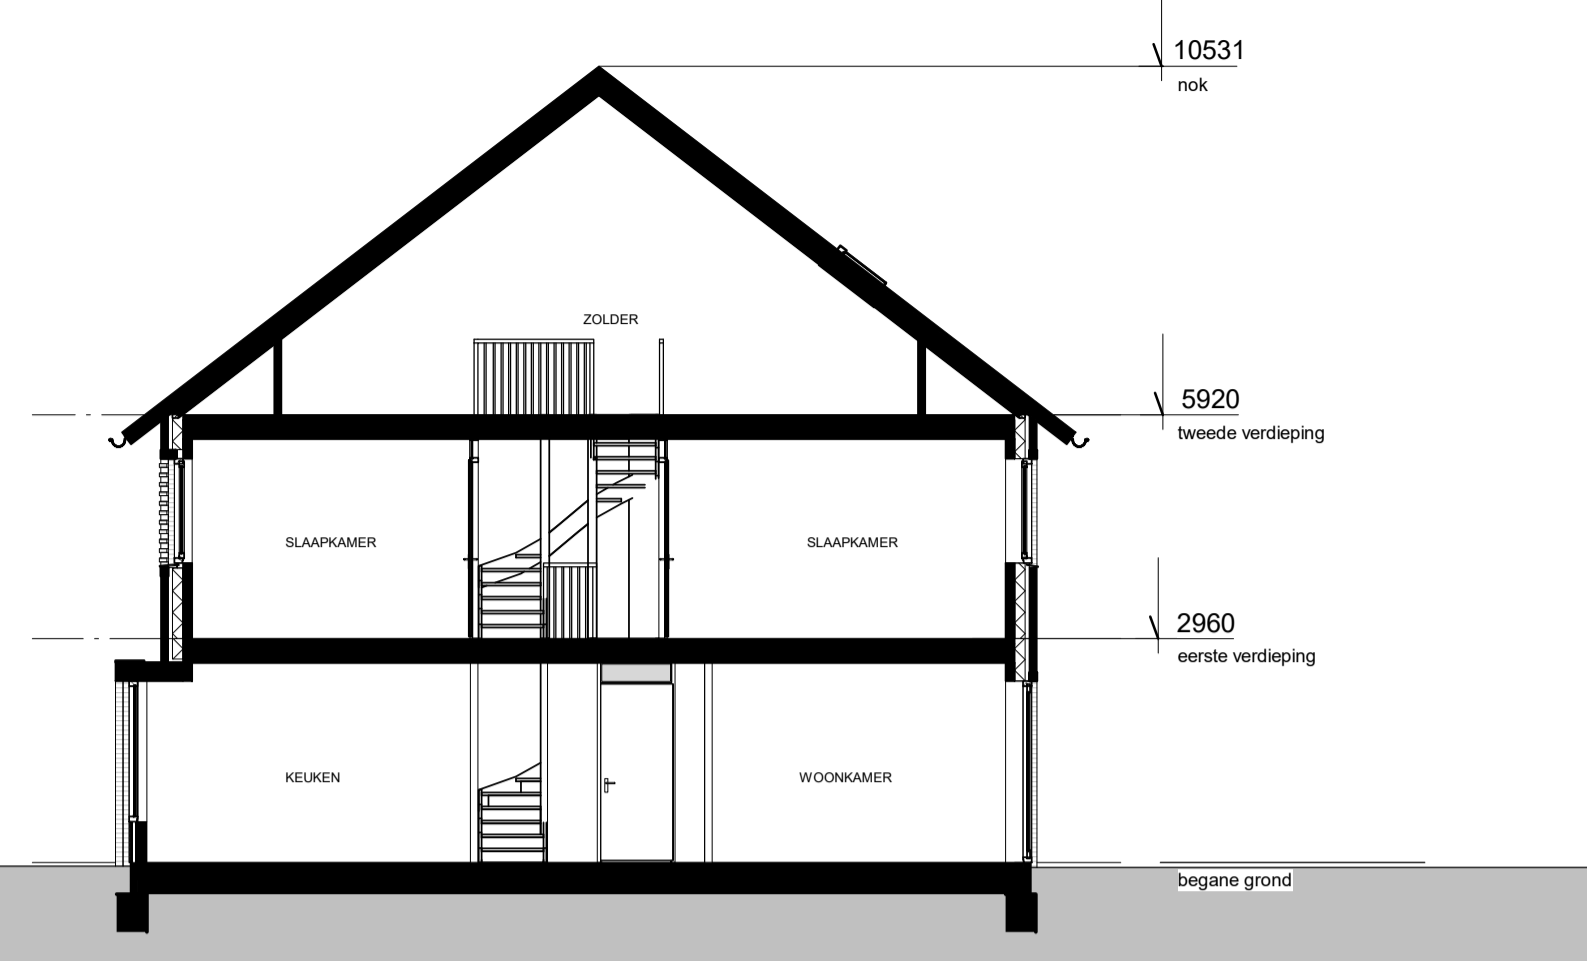 10531
nok
ZOLDER
5920
tweede verdieping
SLAAPKAMER
SLAAPKAMER
2960
eerste verdieping
KEUKEN
WOONKAMER
begane grond